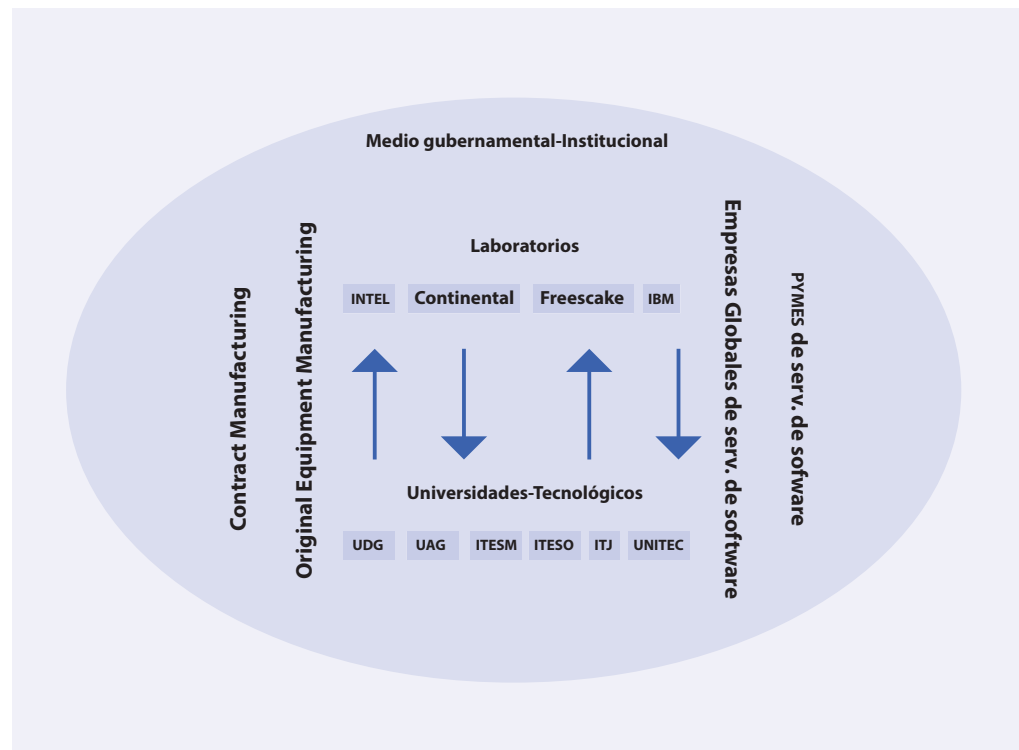 Medio gubernamental-Institucional
Contract Manufacturing
Original Equipment Manufacturing
Laboratorios
INTEL
Continental
Freescake
IBM
Universidades-Tecnológicos
UDG
UAG
ITESM
ITESO
ITJ
UNITEC
Empresas Globales de serv. de software
PYMES de serv. de sofware